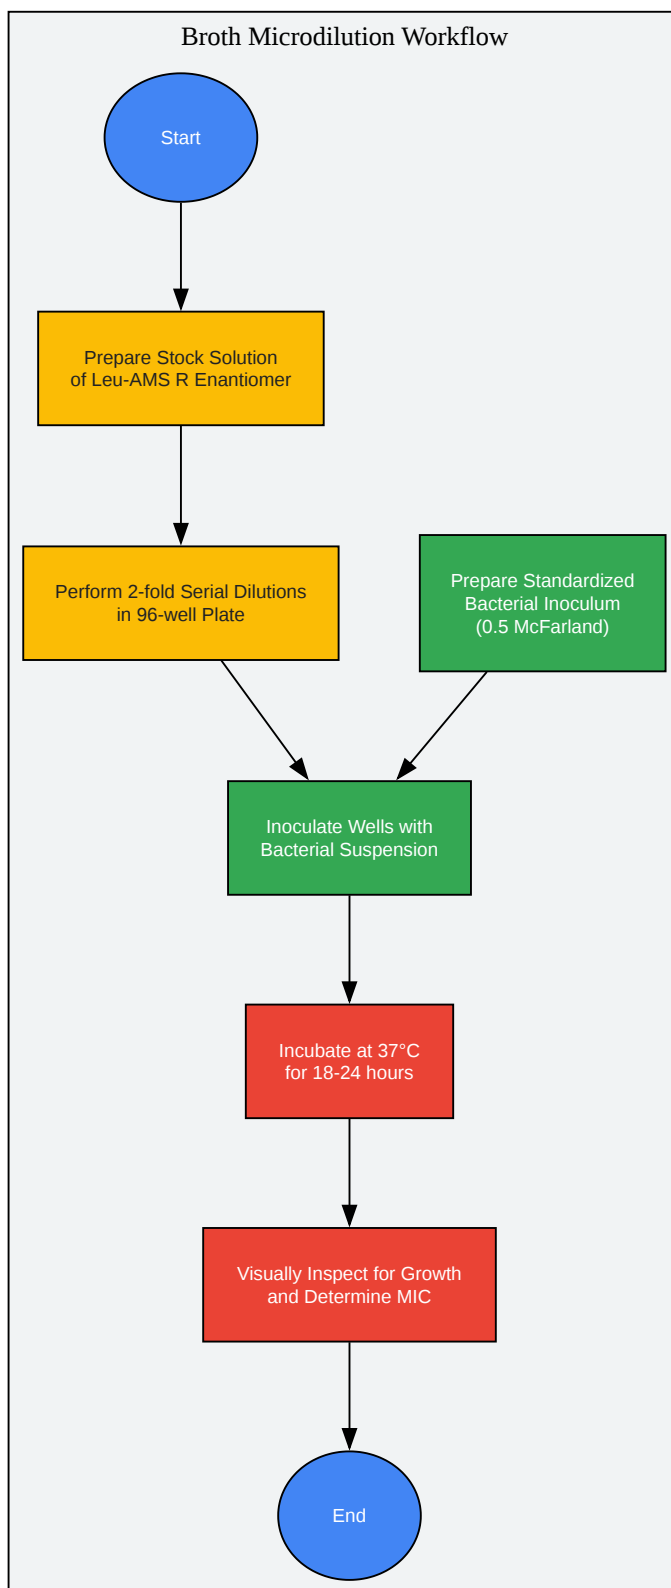 Broth Microdilution Workflow
Start
Prepare Stock Solution
of Leu-AMS R Enantiomer
Perform 2-fold Serial Dilutions
in 96-well Plate
Prepare Standardized
Bacterial Inoculum
(0.5 McFarland)
Inoculate Wells with
Bacterial Suspension
Incubate at 37°C
for 18-24 hours
Visually Inspect for Growth
and Determine MIC
End